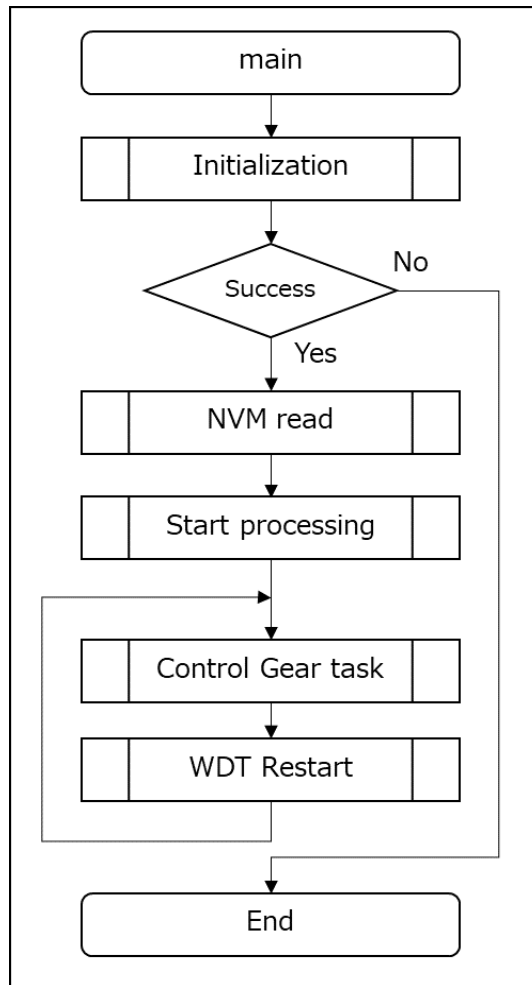 main
Initialization
Success
No
Yes
NVM read
Start processing
Control Gear task
WDT Restart
End